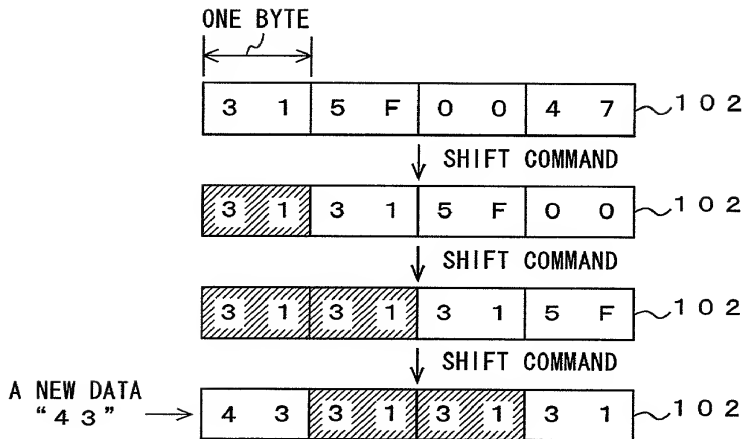 ONE BYTE
3 1 5 F 0 0 4 7 102
SHIFT COMMAND
3 1 3 1 5 F 0 0 102
SHIFT COMMAND
3 1 3 1 3 1 5 F 102
SHIFT COMMAND
A NEW DATA
"43"
4 3 3 1 3 1 3 1 102